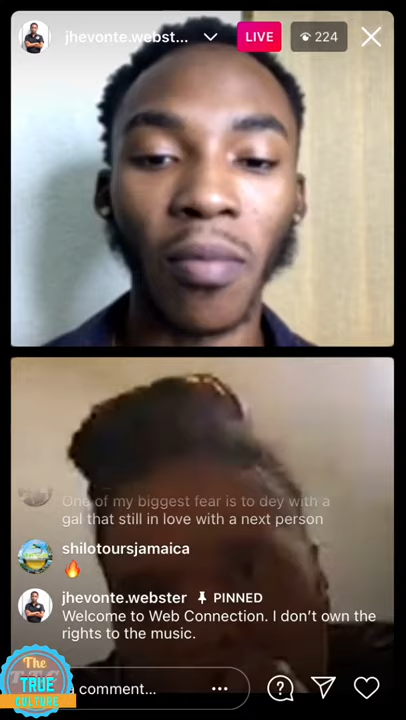 jhevonte.webst...
LIVE
224
One of my biggest fear is to dey with a
gal that still in love with a next person
shilotoursjamaica
jhevonte.webster PINNED
Welcome to Web Connection. I don't own the
rights to the music.
a comment...
The
TRUE
CULTURE